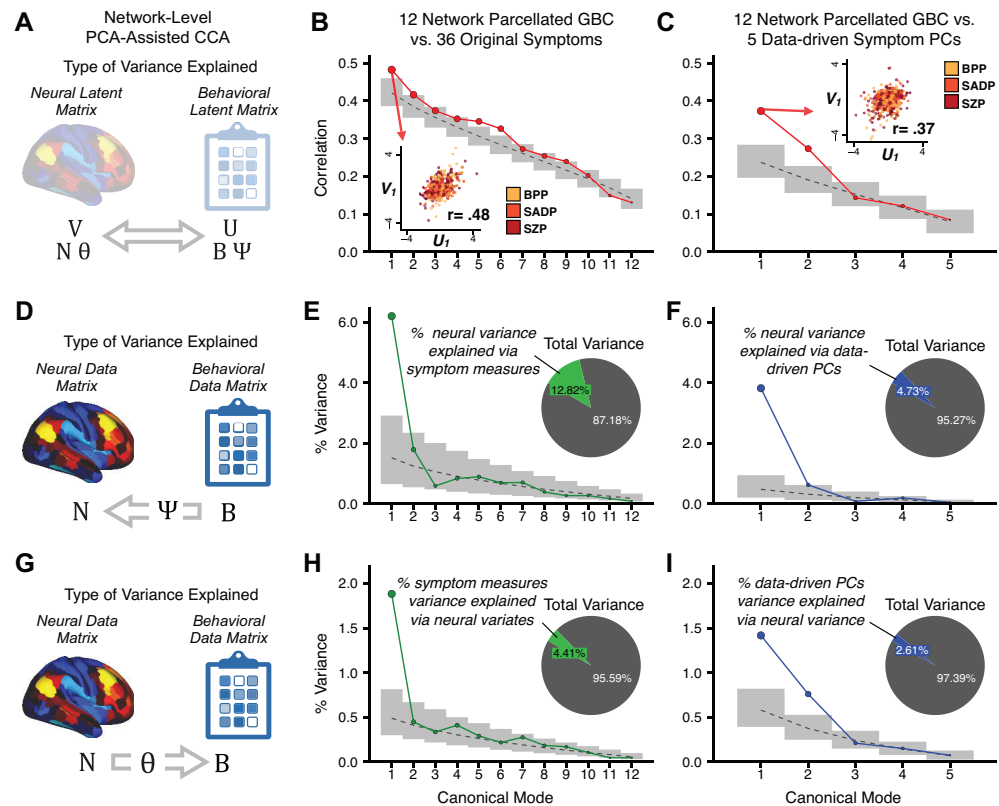 A
Network-Level
PCA-Assisted CCA
Type of Variance Explained
Neural Latent
Matrix
Behavioral
Latent Matrix
V
N θ
U
B Ψ
B
12 Network Parcellated GBC
vs. 36 Original Symptoms
Correlation
0.5
0.4
0.3
0.2
0.1
0.0
1 2 3 4 5 6 7 8 9 10 11 12
V1
4
−4
r= .48
−4 U1 4
BPP
SADP
SZP
C
12 Network Parcellated GBC vs.
5 Data-driven Symptom PCs
0.5
0.4
0.3
0.2
0.1
0.0
1 2 3 4 5
V1
4
−4
r= .37
−4 U1 4
BPP
SADP
SZP
D
Type of Variance Explained
Neural Data
Matrix
Behavioral
Data Matrix
N Ψ B
E
% Variance
6.0
4.0
2.0
0.0
1 2 3 4 5 6 7 8 9 10 11 12
% neural variance
explained via
symptom measures
Total Variance
12.82%
87.18%
F
6.0
4.0
2.0
0.0
1 2 3 4 5
% neural variance
explained via data-
driven PCs
Total Variance
4.73%
95.27%
G
Type of Variance Explained
Neural Data
Matrix
Behavioral
Data Matrix
N θ B
H
% Variance
2.0
1.5
1.0
0.5
0.0
1 2 3 4 5 6 7 8 9 10 11 12
Canonical Mode
% symptom measures
variance explained
via neural variates
Total Variance
4.41%
95.59%
I
2.0
1.5
1.0
0.5
0.0
1 2 3 4 5
Canonical Mode
% data-driven PCs
variance explained
via neural variance
Total Variance
2.61%
97.39%